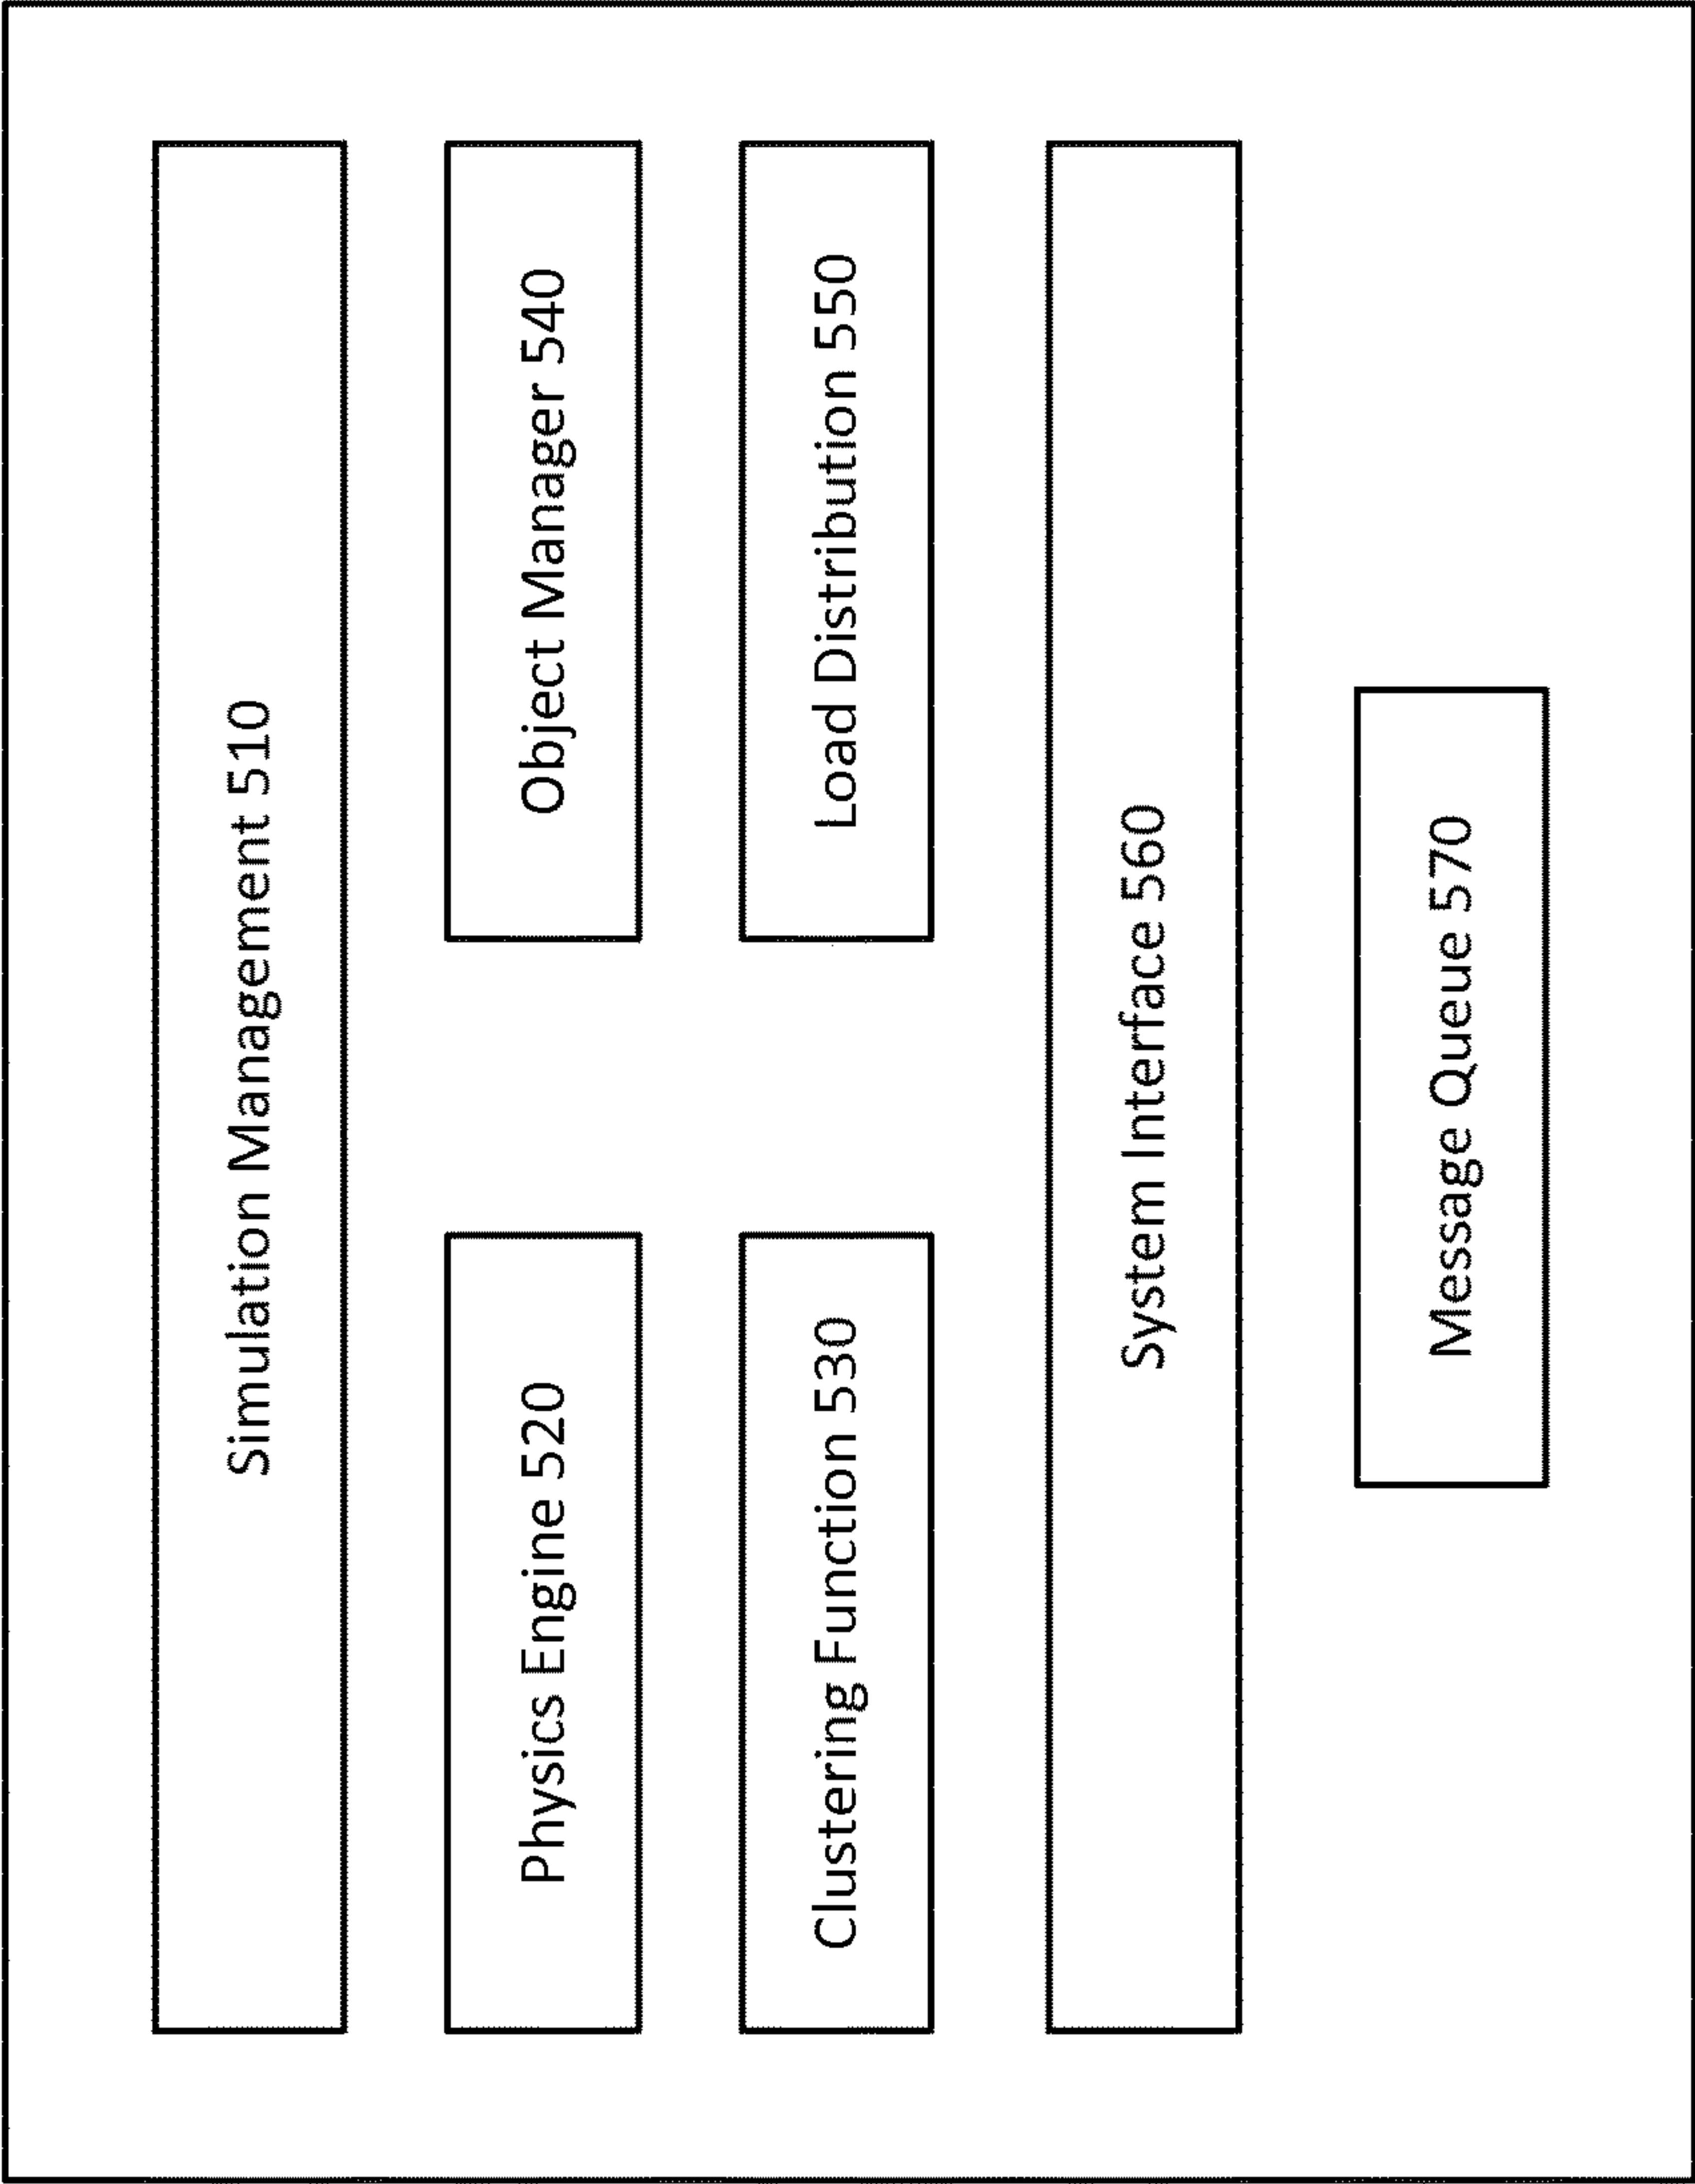 Simulation Management 510
Physics Engine 520
Object Manager 540
Clustering Function 530
Load Distribution 550
System Interface 560
Message Queue 570